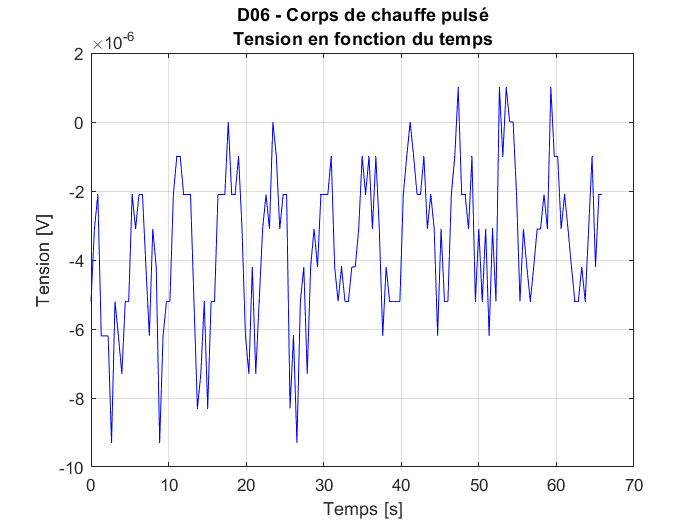 D06 - Corps de chauffe pulsé
Tension en fonction du temps
×10⁻⁶
2
0
-2
-4
-6
-8
-10
Tension [V]
0 10 20 30 40 50 60 70
Temps [s]